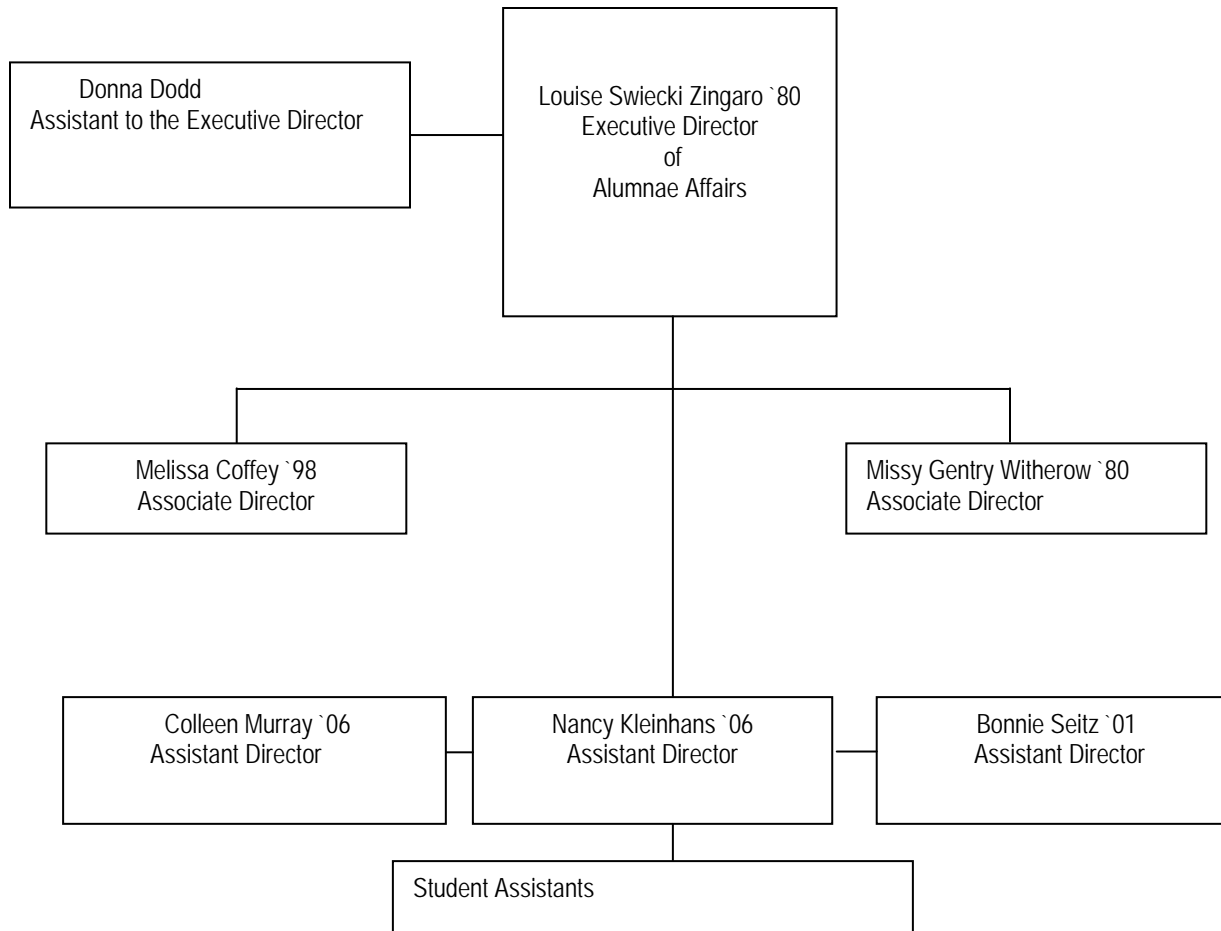 Donna Dodd
Assistant to the Executive Director
Louise Swiecki Zingaro `80
Executive Director
of
Alumnae Affairs
Melissa Coffey `98
Associate Director
Missy Gentry Witherow `80
Associate Director
Colleen Murray `06
Assistant Director
Nancy Kleinhans `06
Assistant Director
Bonnie Seitz `01
Assistant Director
Student Assistants